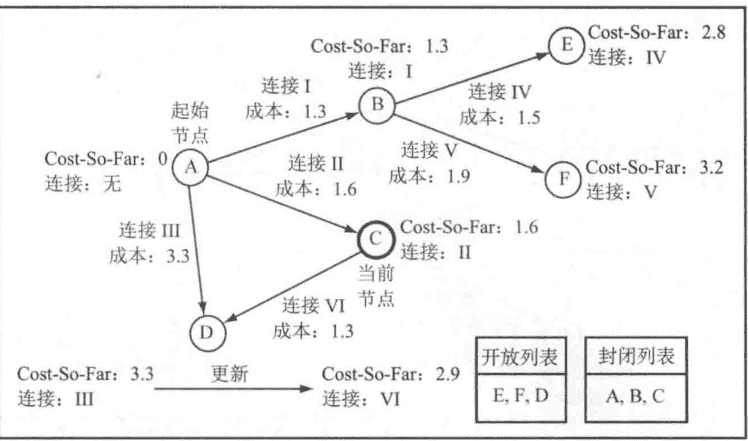 Cost-So-Far：1.3
连接：I
E
Cost-So-Far：2.8
连接：IV
连接 I
成本：1.3
B
连接 IV
成本：1.5
起始
节点
Cost-So-Far：0
连接：无
A
连接 II
成本：1.6
连接 V
成本：1.9
F
Cost-So-Far：3.2
连接：V
连接 III
成本：3.3
C
Cost-So-Far：1.6
连接：II
当前
节点
D
连接 VI
成本：1.3
Cost-So-Far：3.3
连接：III
更新
Cost-So-Far：2.9
连接：VI
开放列表
E, F, D
封闭列表
A, B, C